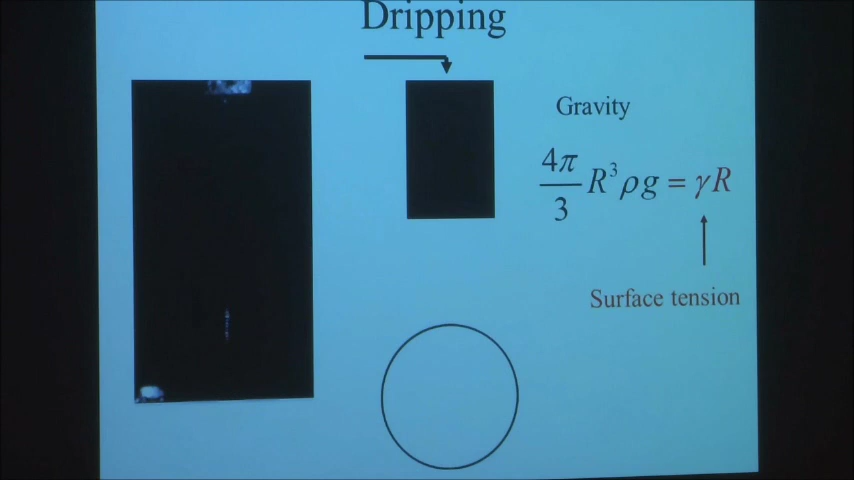 Dripping
Gravity
4π/3 R³ρg = γR
Surface tension